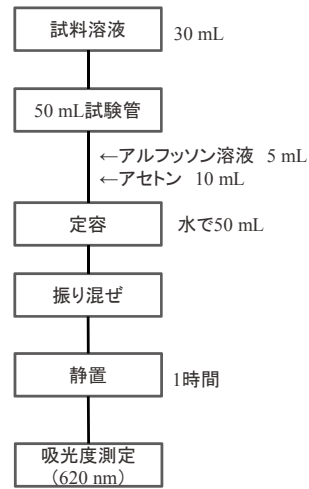 試料溶液 30 mL
50 mL試験管
←アルフッソン溶液 5 mL
←アセトン 10 mL
定容 水で50 mL
振り混ぜ
静置 1時間
吸光度測定
（620 nm）